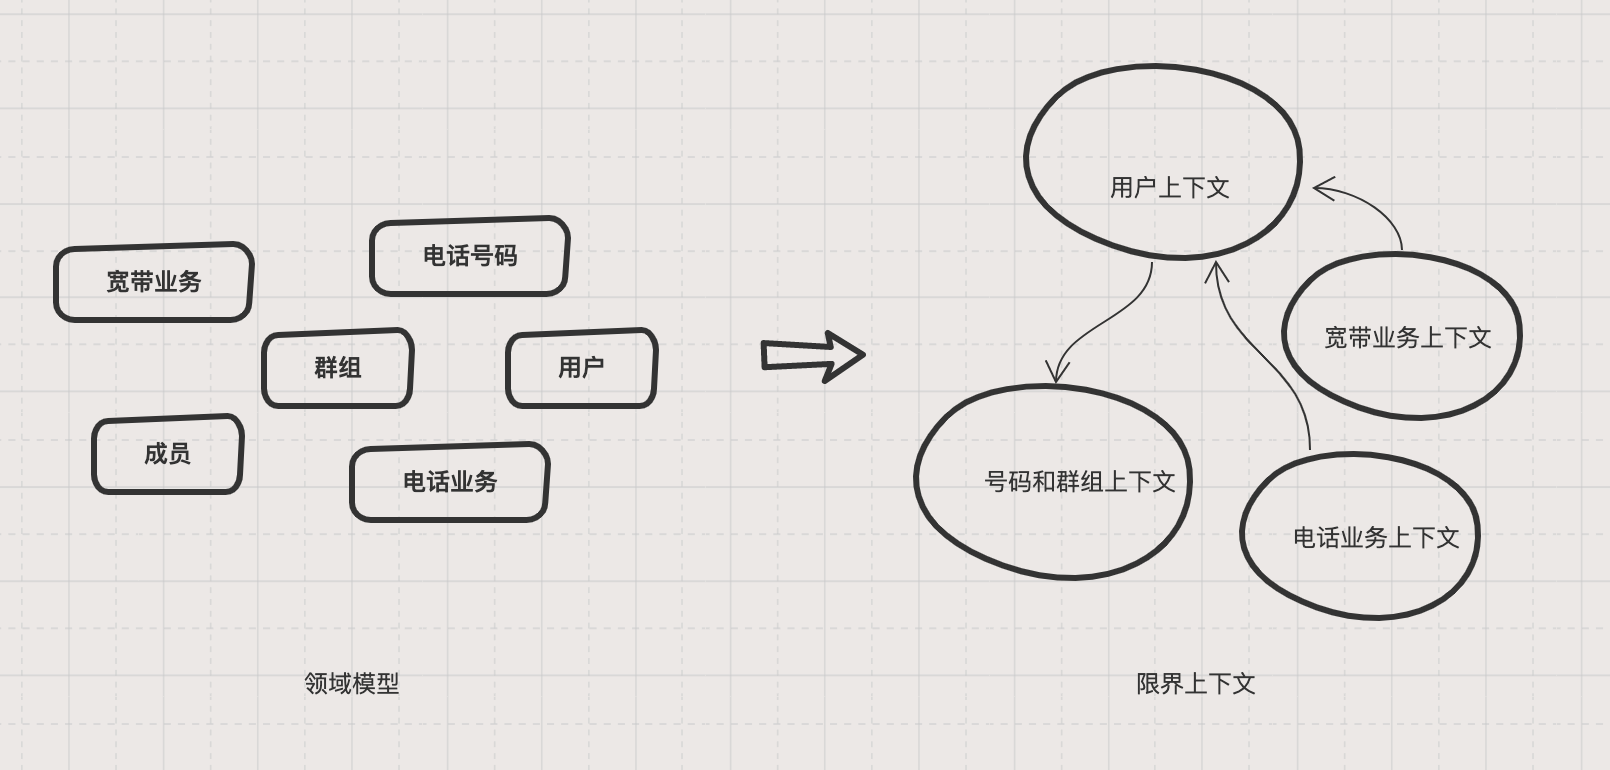 宽带业务
电话号码
群组
用户
成员
电话业务
领域模型
用户上下文
宽带业务上下文
号码和群组上下文
电话业务上下文
限界上下文